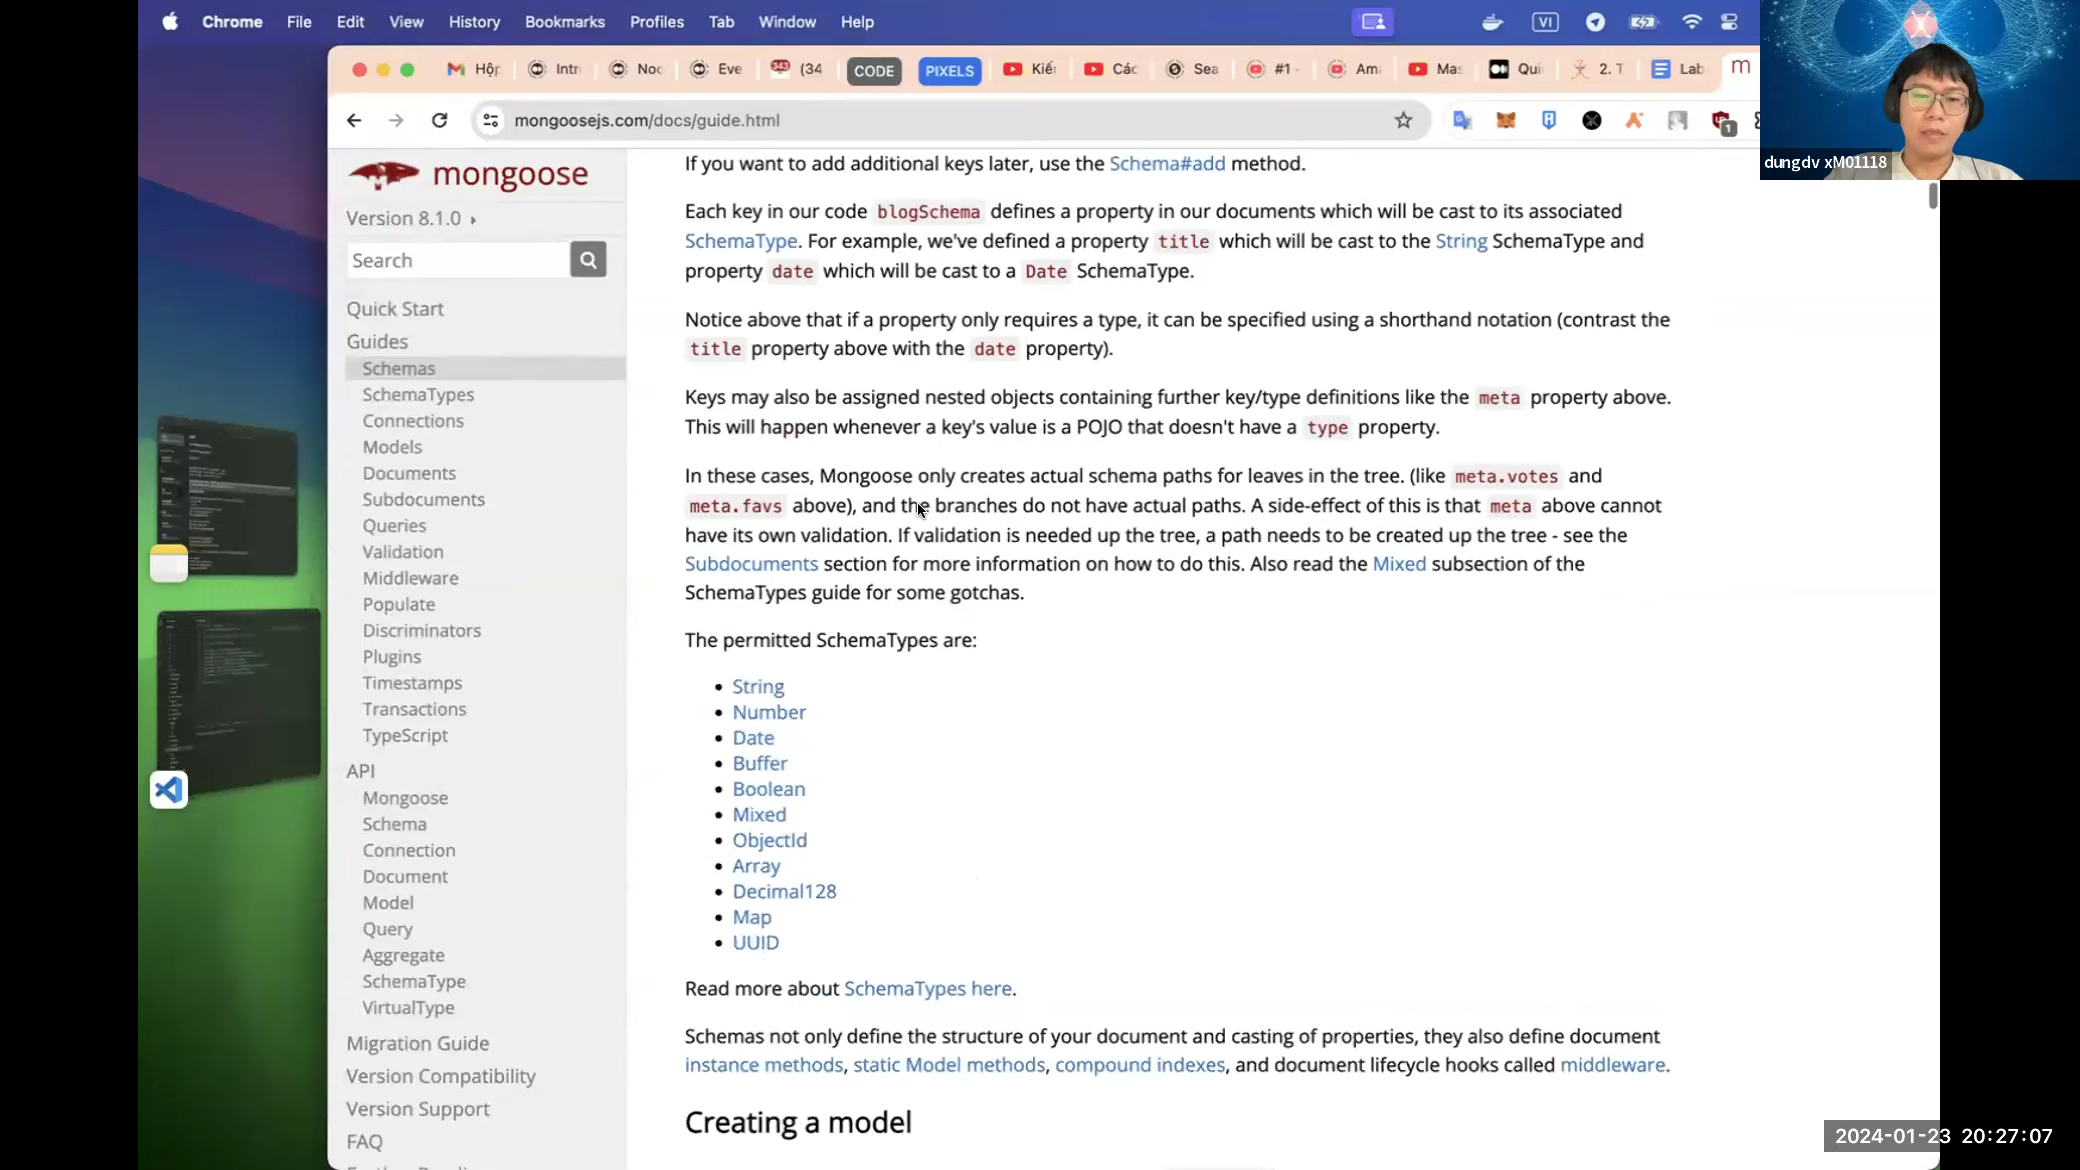 Chrome File Edit View History Bookmarks Profiles Tab Window Help
VI
Hộp Intr Noc Eve (34 CODE PIXELS Kiế Các Sea #1 - Am Mas Qui 2. T Lab
mongoosejs.com/docs/guide.html
1
dungdv xM01118
mongoose
Version 8.1.0
Search
Quick Start
Guides
Schemas
SchemaTypes
Connections
Models
Documents
Subdocuments
Queries
Validation
Middleware
Populate
Discriminators
Plugins
Timestamps
Transactions
TypeScript
API
Mongoose
Schema
Connection
Document
Model
Query
Aggregate
SchemaType
VirtualType
Migration Guide
Version Compatibility
Version Support
FAQ
If you want to add additional keys later, use the Schema#add method.
Each key in our code blogSchema defines a property in our documents which will be cast to its associated
SchemaType. For example, we've defined a property title which will be cast to the String SchemaType and
property date which will be cast to a Date SchemaType.
Notice above that if a property only requires a type, it can be specified using a shorthand notation (contrast the
title property above with the date property).
Keys may also be assigned nested objects containing further key/type definitions like the meta property above.
This will happen whenever a key's value is a POJO that doesn't have a type property.
In these cases, Mongoose only creates actual schema paths for leaves in the tree. (like meta.votes and
meta.favs above), and the branches do not have actual paths. A side-effect of this is that meta above cannot
have its own validation. If validation is needed up the tree, a path needs to be created up the tree - see the
Subdocuments section for more information on how to do this. Also read the Mixed subsection of the
SchemaTypes guide for some gotchas.
The permitted SchemaTypes are:
String
Number
Date
Buffer
Boolean
Mixed
ObjectId
Array
Decimal128
Map
UUID
Read more about SchemaTypes here.
Schemas not only define the structure of your document and casting of properties, they also define document
instance methods, static Model methods, compound indexes, and document lifecycle hooks called middleware.
Creating a model
2024-01-23 20:27:07